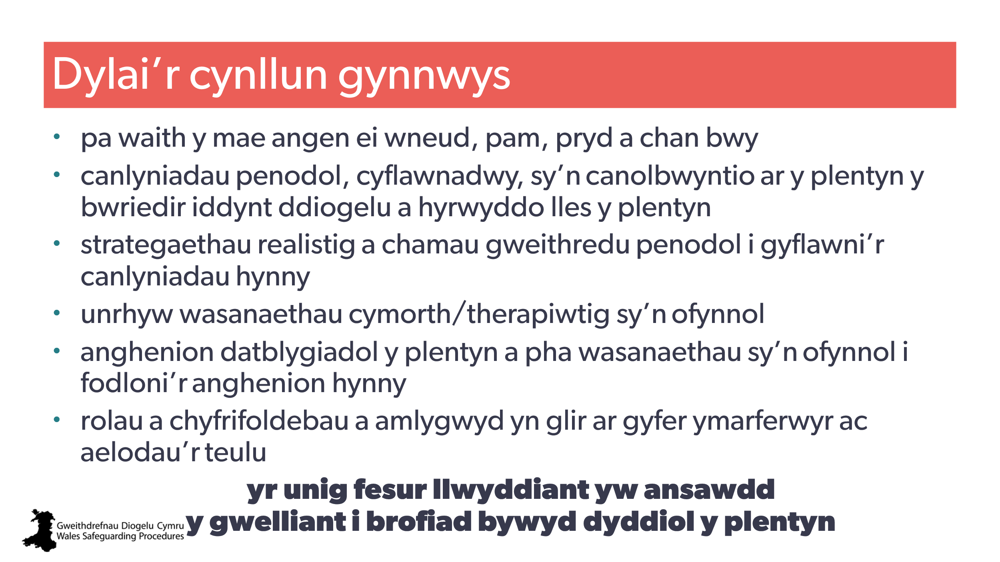 Dylai'r cynllun gynnwys
• pa waith y mae angen ei wneud, pam, pryd a chan bwy
• canlyniadau penodol, cyflawnadwy, sy'n canolbwyntio ar y plentyn y
bwriedir iddynt ddiogelu a hyrwyddo lles y plentyn
• strategaethau realistig a chamau gweithredu penodol i gyflawni'r
canlyniadau hynny
• unrhyw wasanaethau cymorth/therapiwtig sy'n ofynnol
• anghenion datblygiadol y plentyn a pha wasanaethau sy'n ofynnol i
fodloni'r anghenion hynny
• rolau a chyfrifoldebau a amlygwyd yn glir ar gyfer ymarferwyr ac
aelodau'r teulu
yr unig fesur llwyddiant yw ansawdd
y gwelliant i brofiad bywyd dyddiol y plentyn
Gweithdrefnau Diogelu Cymru
Wales Safeguarding Procedures